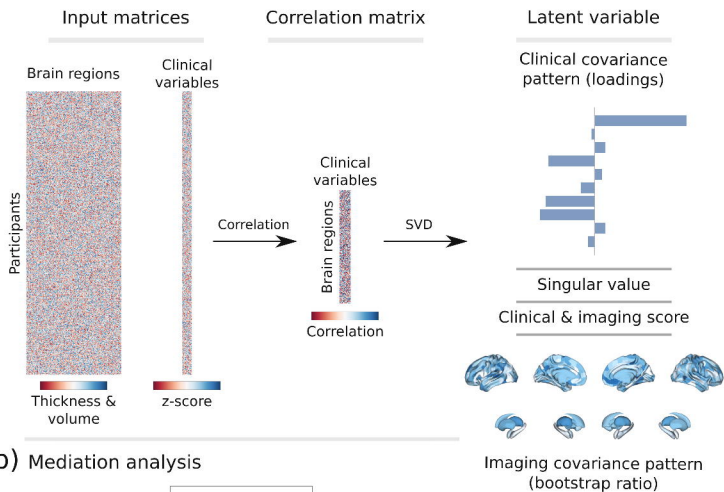 Input matrices
Correlation matrix
Latent variable
Brain regions
Clinical
variables
Clinical covariance
pattern (loadings)
Participants
Correlation
Clinical
variables
Brain regions
SVD
Correlation
Thickness &
volume
z-score
Singular value
Clinical & imaging score
Imaging covariance pattern
(bootstrap ratio)
b) Mediation analysis